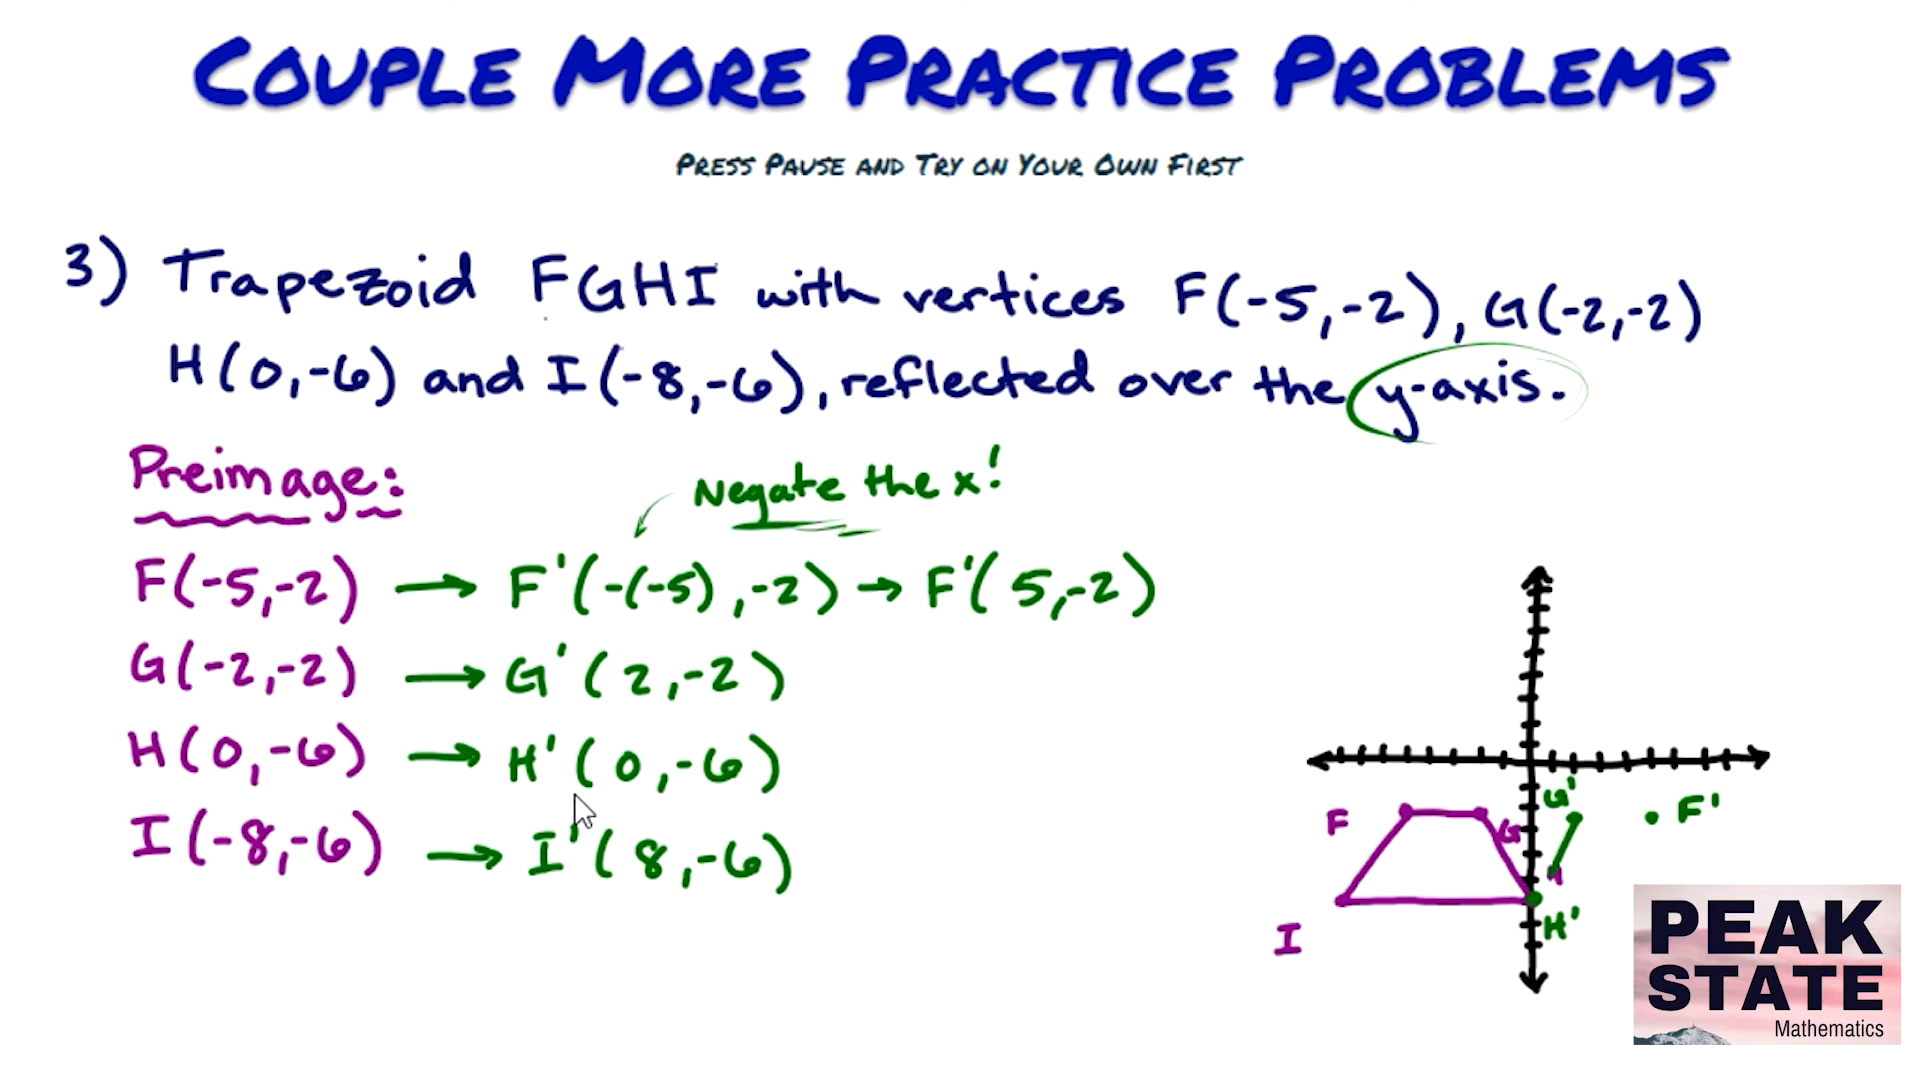 COUPLE MORE PRACTICE PROBLEMS
PRESS PAUSE AND TRY ON YOUR OWN FIRST
3) Trapezoid FGHI with vertices F(-5,-2), G(-2,-2)
H(0,-6) and I(-8,-6), reflected over the y-axis.
Preimage:
Negate the x!
F(-5,-2) → F'(-(-5),-2) → F'(5,-2)
G(-2,-2) → G'(2,-2)
H(0,-6) → H'(0,-6)
I(-8,-6) → I'(8,-6)
G'
F'
F
G
H
H'
I
PEAK
STATE
Mathematics